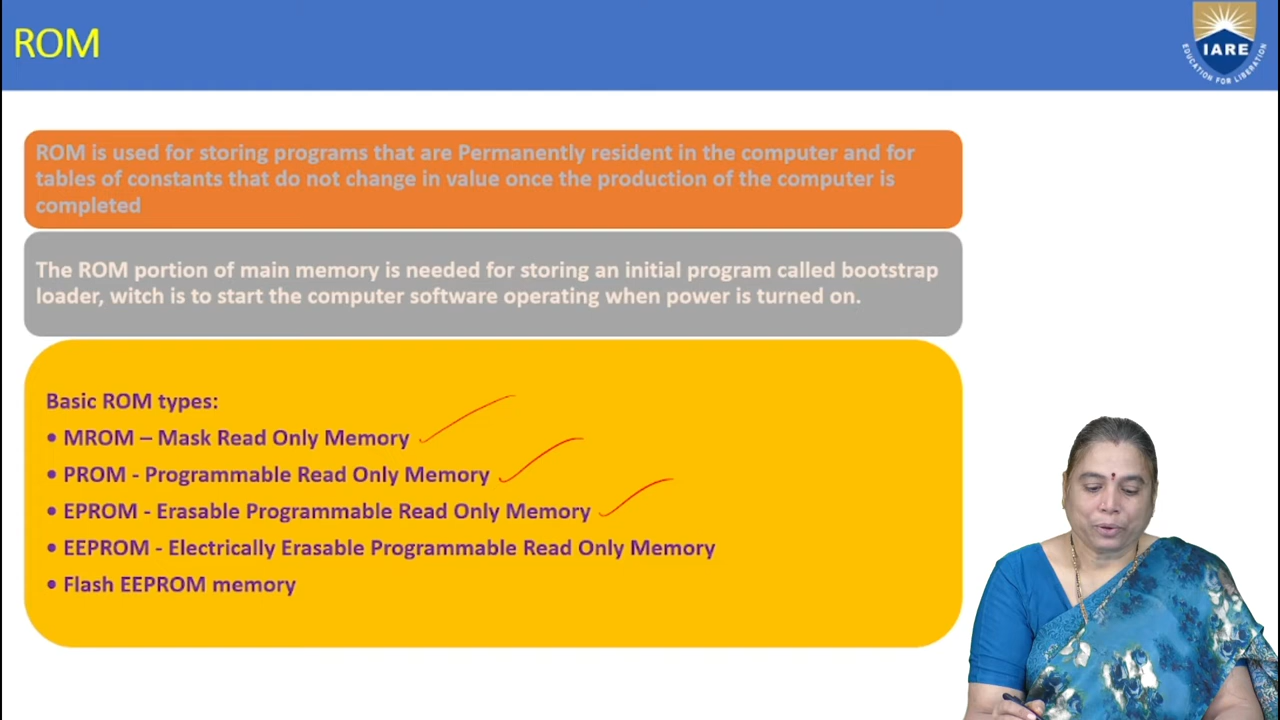 ROM
IARE
EDUCATION FOR LIBERATION
ROM is used for storing programs that are Permanently resident in the computer and for
tables of constants that do not change in value once the production of the computer is
completed
The ROM portion of main memory is needed for storing an initial program called bootstrap
loader, witch is to start the computer software operating when power is turned on.
Basic ROM types:
• MROM – Mask Read Only Memory
• PROM - Programmable Read Only Memory
• EPROM - Erasable Programmable Read Only Memory
• EEPROM - Electrically Erasable Programmable Read Only Memory
• Flash EEPROM memory